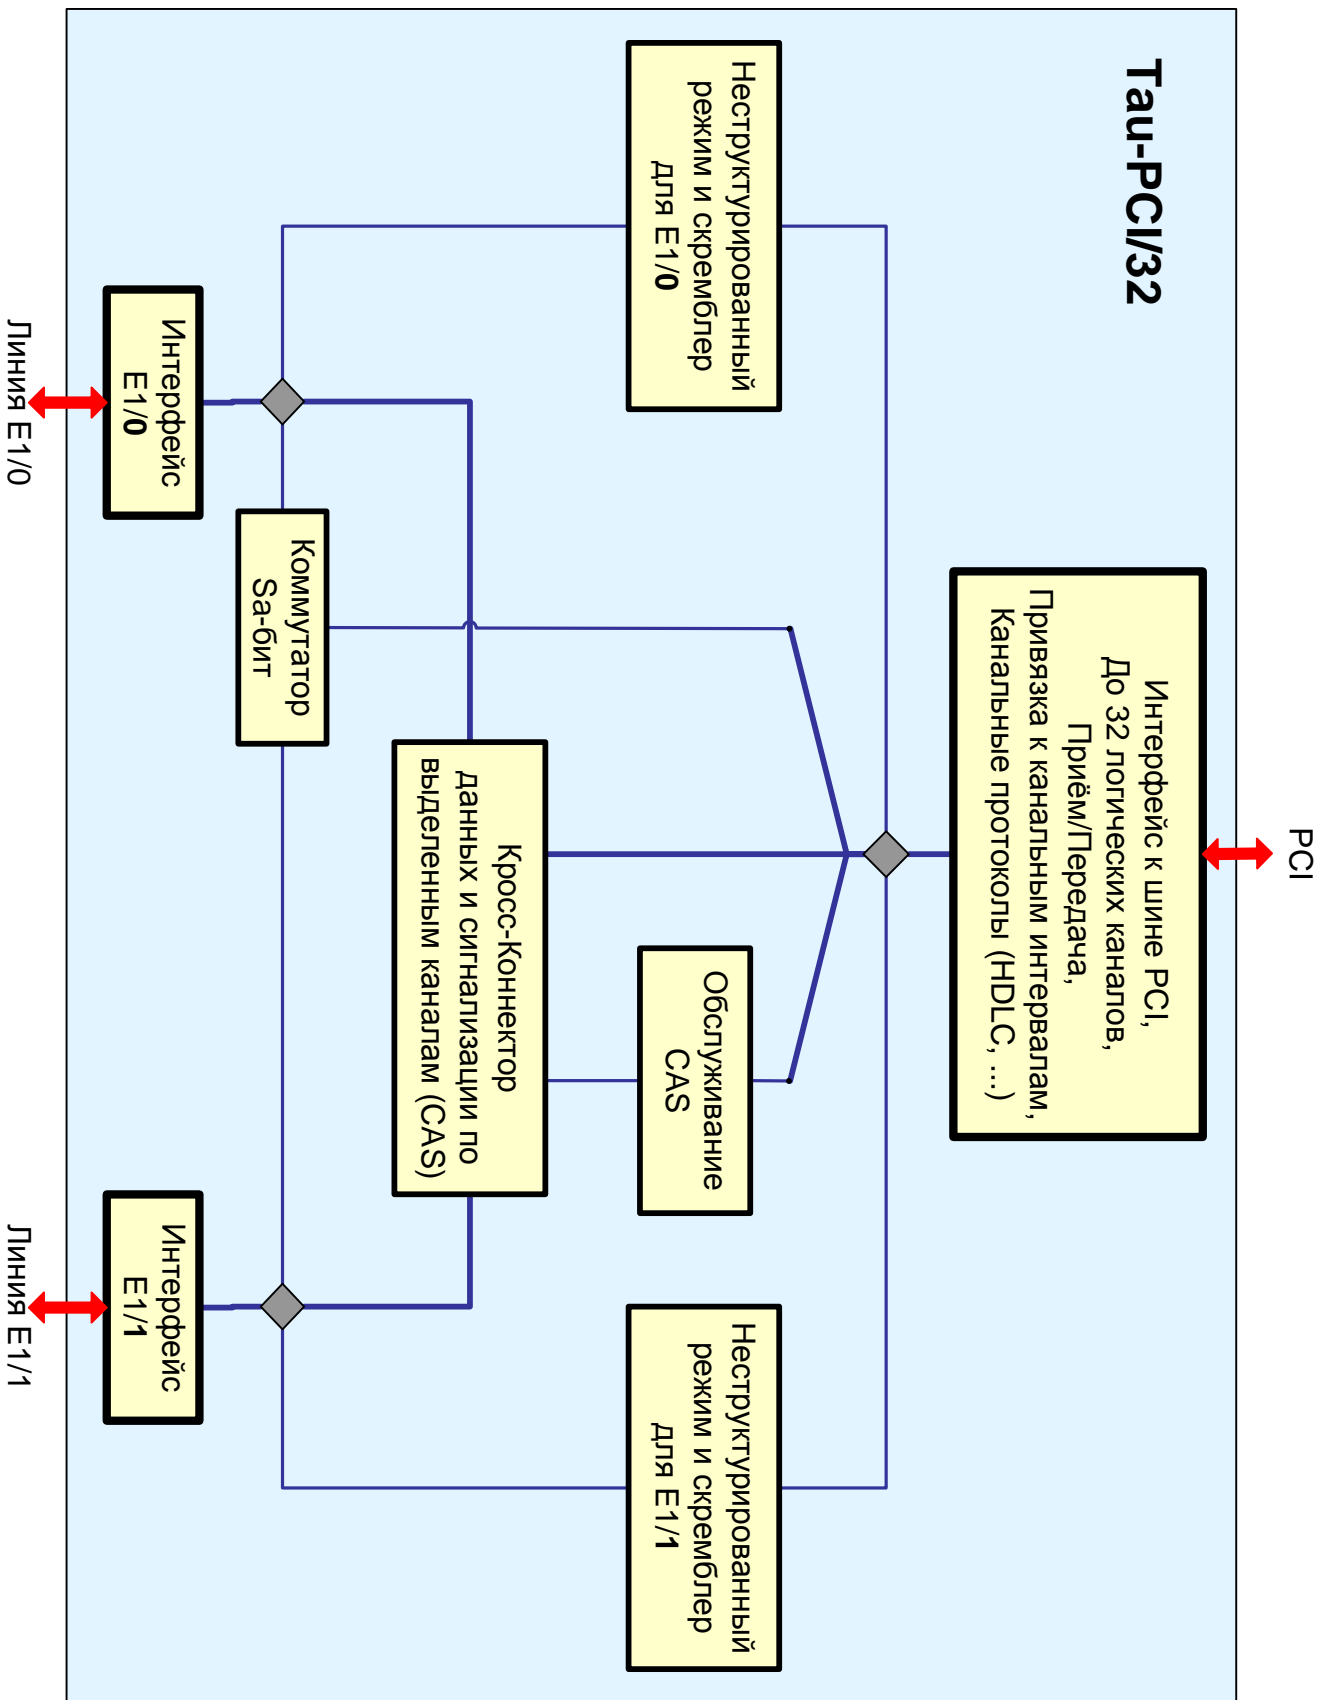 PCI
Tau-PCI/32
Интерфейс к шине PCI,
До 32 логических каналов,
Приём/Передача,
Привязка к канальным интервалам,
Канальные протоколы (HDLC, ...)
Неструктурированный
режим и скремблер
для E1/0
Обслуживание
CAS
Неструктурированный
режим и скремблер
для E1/1
Кросс-Коннектор
данных и сигнализации по
выделенным каналам (CAS)
Коммутатор
Sa-бит
Интерфейс
E1/0
Интерфейс
E1/1
Линия E1/0
Линия E1/1